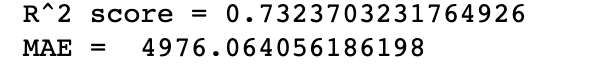 R^2 score = 0.7323703231764926
MAE =  4976.064056186198